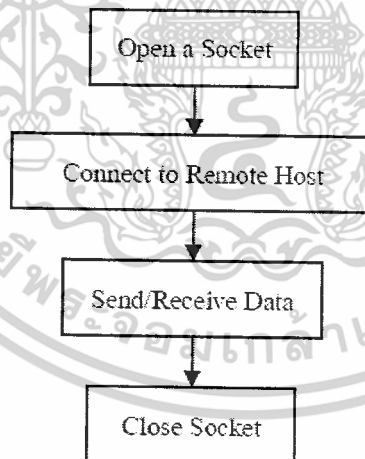 Open a Socket
Connect to Remote Host
Send/Receive Data
Close Socket